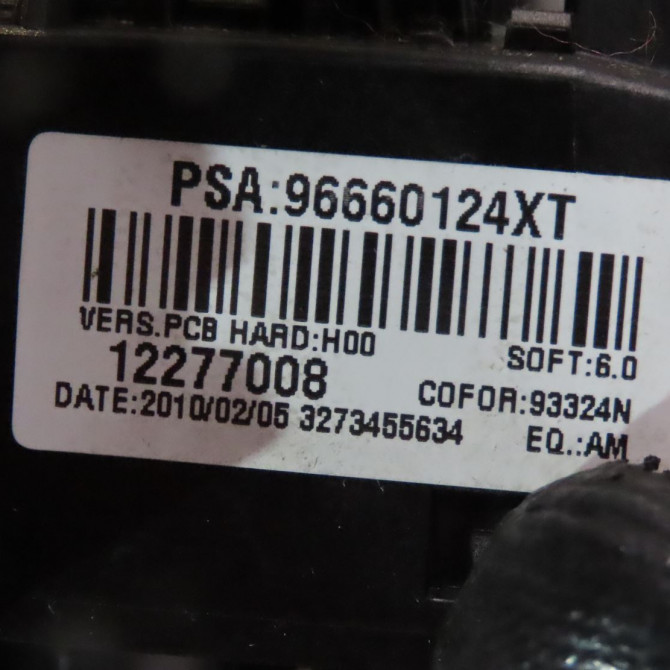 PSA:96660124XT
VERS.PCB HARD:H00 SOFT:6.0
12277008 COFOR:93324N
DATE:2010/02/05 3273455634 EQ.:AM